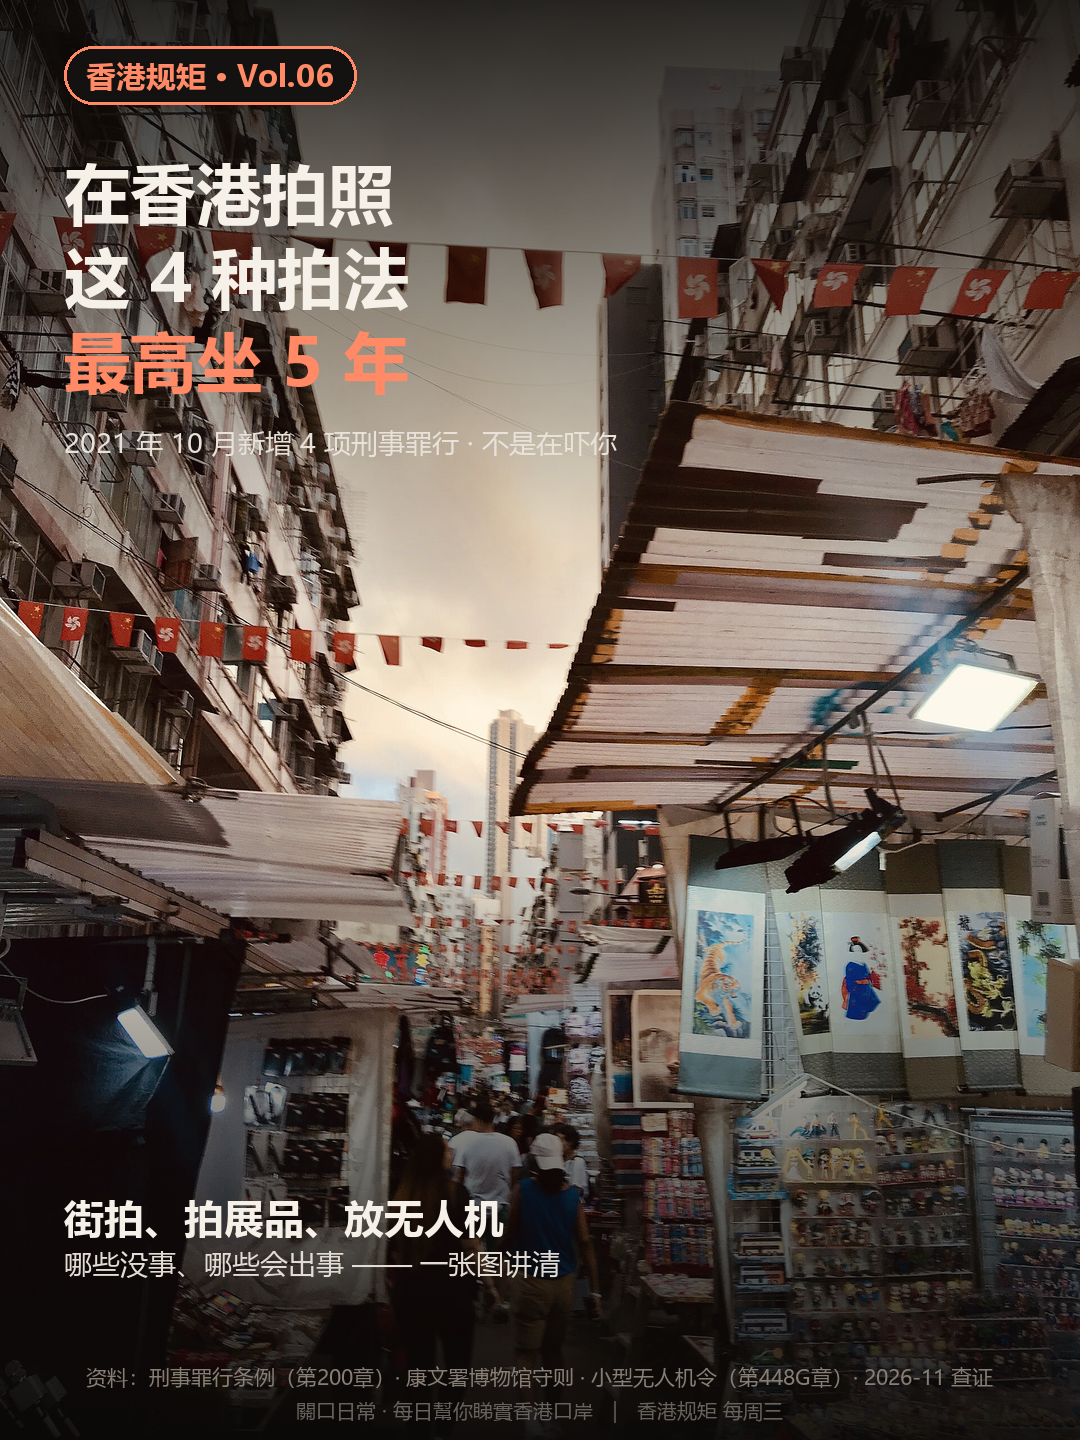 香港规矩 • Vol.06
在香港拍照
这 4 种拍法
最高坐 5 年
2021 年 10 月新增 4 项刑事罪行 · 不是在吓你
街拍、拍展品、放无人机
哪些没事、哪些会出事 —— 一张图讲清
资料：刑事罪行条例（第200章）· 康文署博物馆守则 · 小型无人机令（第448G章）· 2026-11 查证
關口日常 · 每日幫你睇實香港口岸 ｜ 香港规矩 每周三